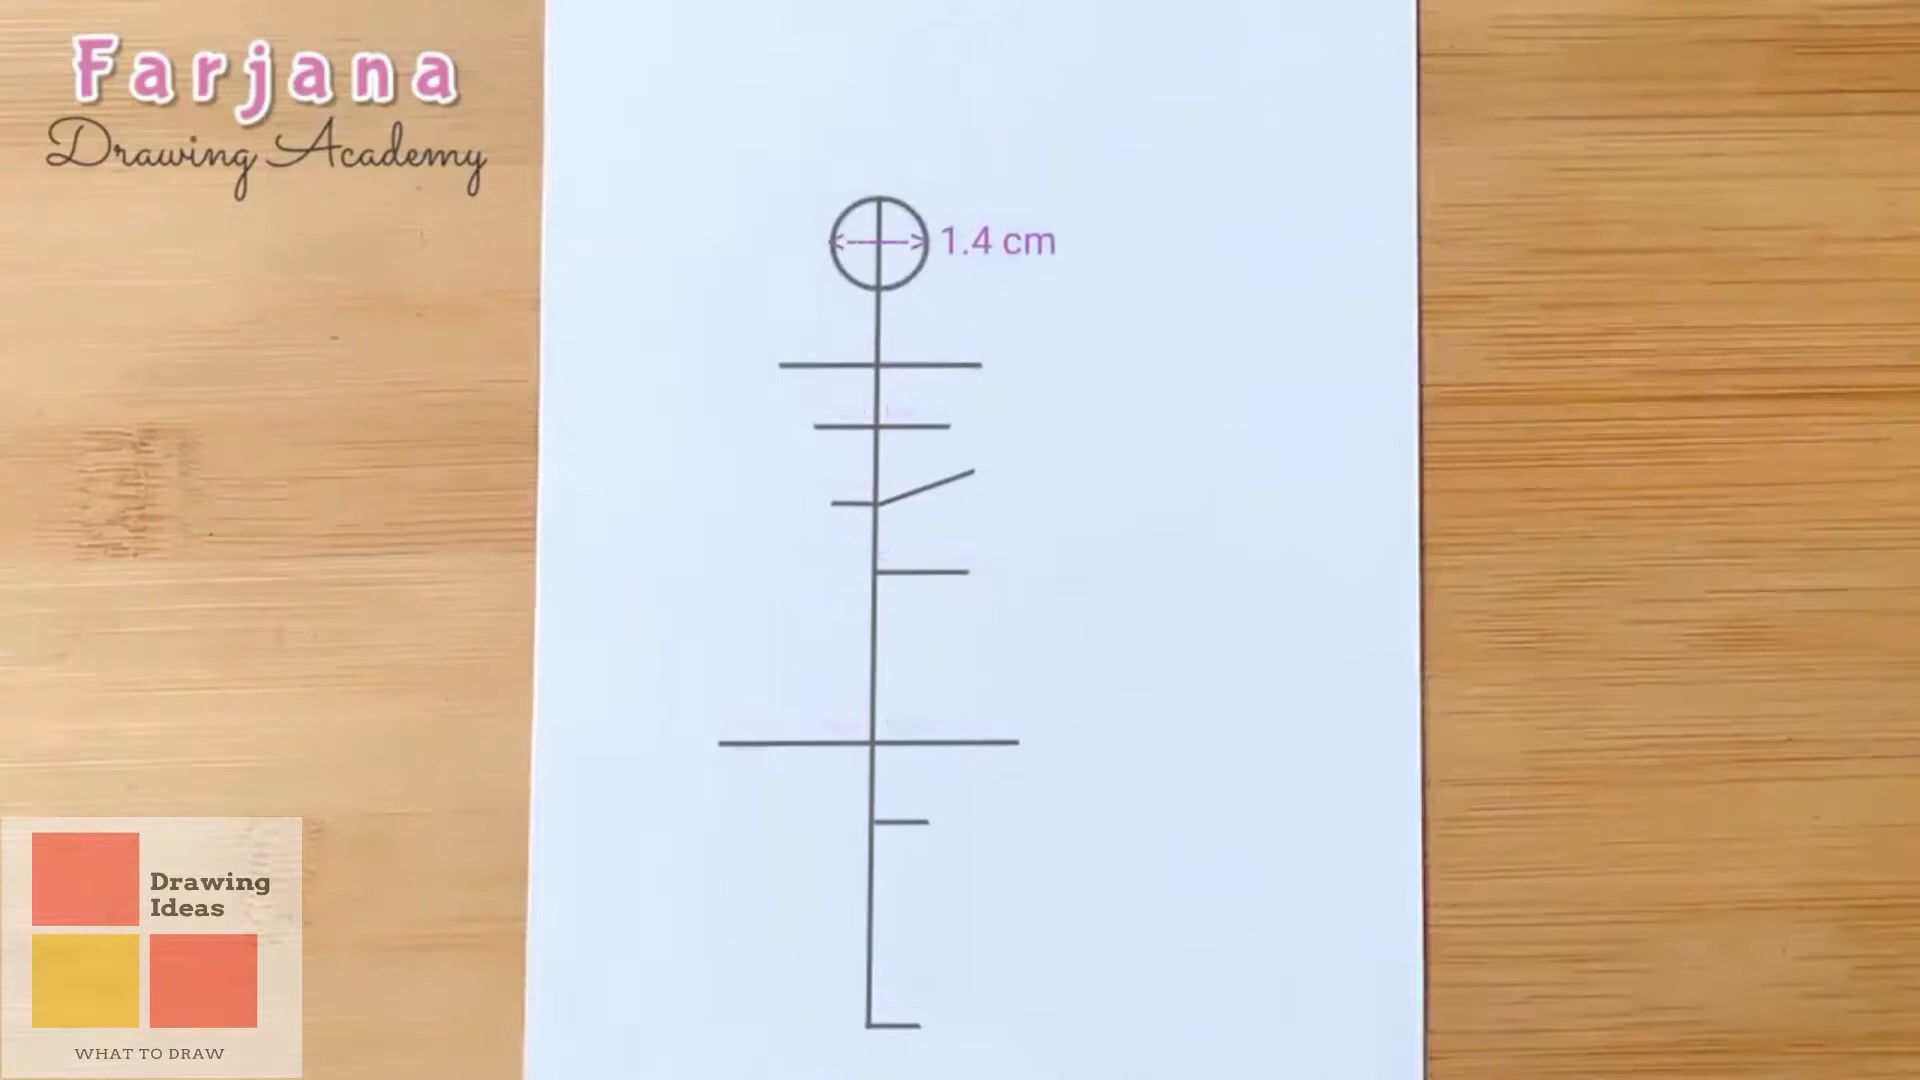 Farjana
Drawing Academy
1.4 cm
Drawing
Ideas
WHAT TO DRAW